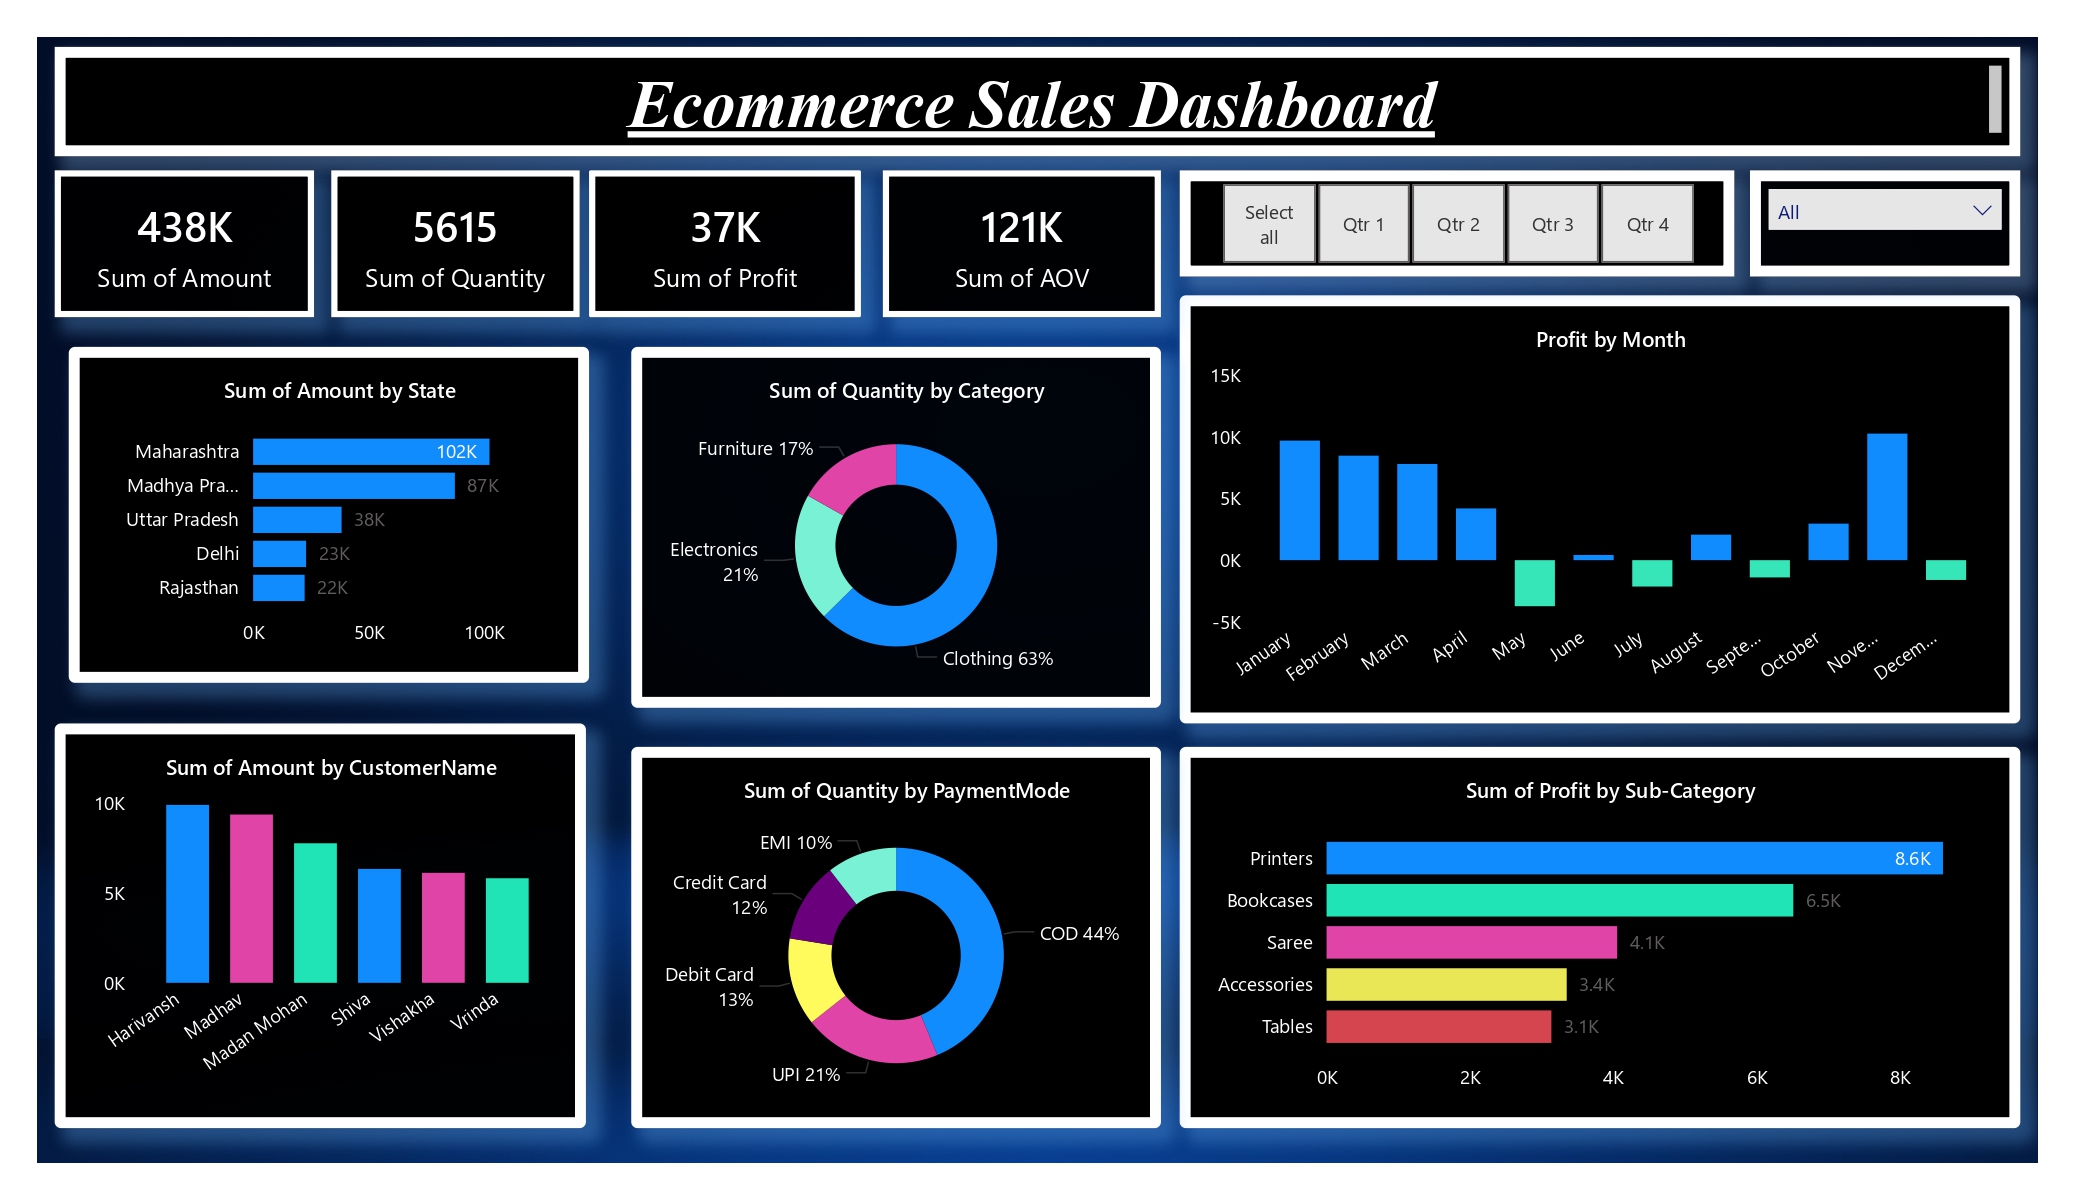 Ecommerce Sales Dashboard
438K
Sum of Amount
5615
Sum of Quantity
37K
Sum of Profit
121K
Sum of AOV
Select
all
Qtr 1
Qtr 2
Qtr 3
Qtr 4
All
Sum of Amount by State
Maharashtra
102K
Madhya Pra...
87K
Uttar Pradesh
38K
Delhi
23K
Rajasthan
22K
0K
50K
100K
Sum of Quantity by Category
Furniture 17%
Electronics
21%
Clothing 63%
Profit by Month
15K
10K
5K
0K
-5K
January
February
March
April
May
June
July
August
Septe...
October
Nove...
Decem...
Sum of Amount by CustomerName
10K
5K
0K
Harivansh
Madhav
Madan Mohan
Shiva
Vishakha
Vrinda
Sum of Quantity by PaymentMode
EMI 10%
Credit Card
12%
COD 44%
Debit Card
13%
UPI 21%
Sum of Profit by Sub-Category
Printers
8.6K
Bookcases
6.5K
Saree
4.1K
Accessories
3.4K
Tables
3.1K
0K
2K
4K
6K
8K